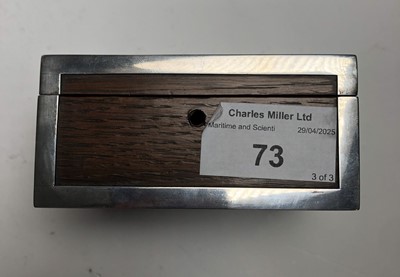 Charles Miller Ltd
Maritime and Scienti 29/04/2025
73
3 of 3